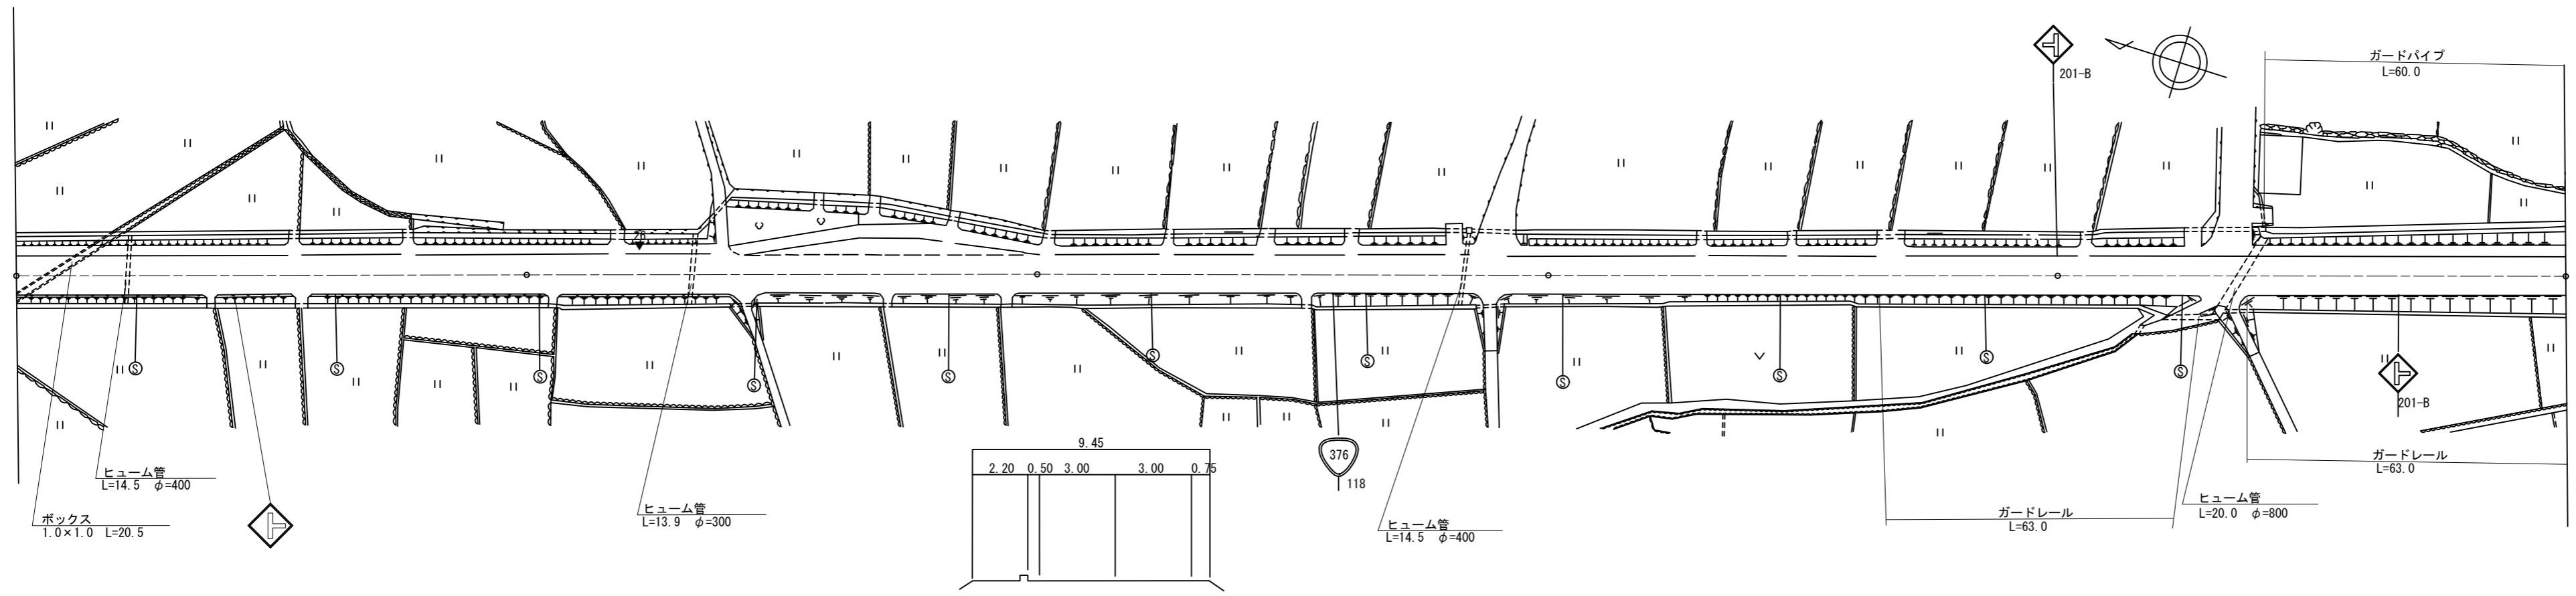 ガードパイプ
L=60.0
201-B
26
ヒューム管
L=14.5 φ=400
ボックス
1.0×1.0 L=20.5
ヒューム管
L=13.9 φ=300
9.45
2.20 0.50 3.00 3.00 0.75
376
118
ヒューム管
L=14.5 φ=400
ガードレール
L=63.0
ヒューム管
L=20.0 φ=800
ガードレール
L=63.0
201-B
S
S
S
S
S
S
S
S
S
S
S